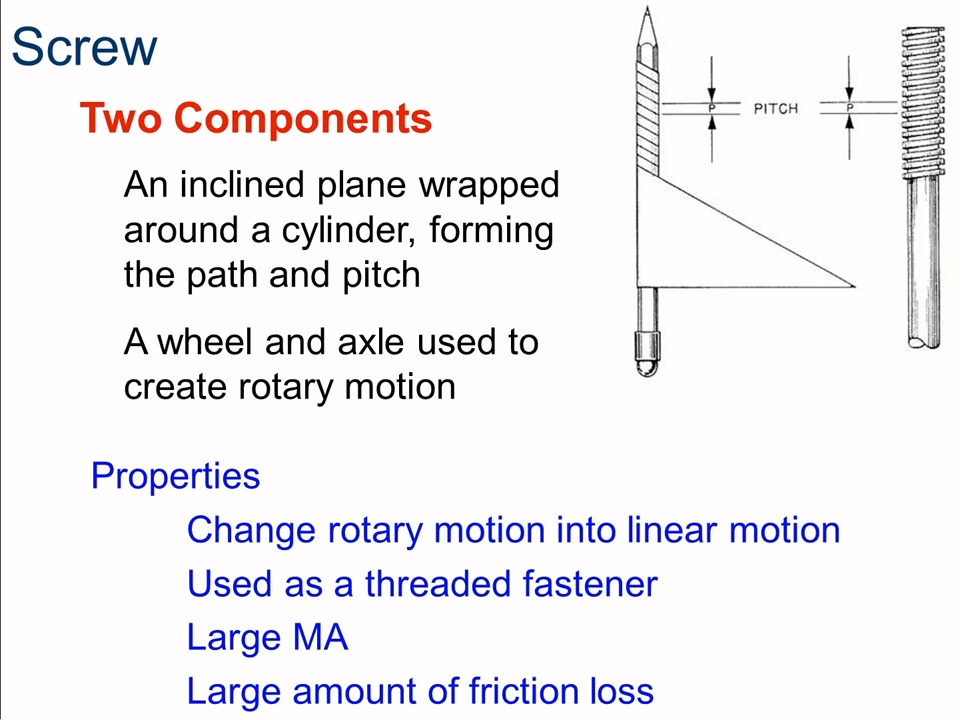 Screw
Two Components
An inclined plane wrapped
around a cylinder, forming
the path and pitch
A wheel and axle used to
create rotary motion
P PITCH P
Properties
Change rotary motion into linear motion
Used as a threaded fastener
Large MA
Large amount of friction loss